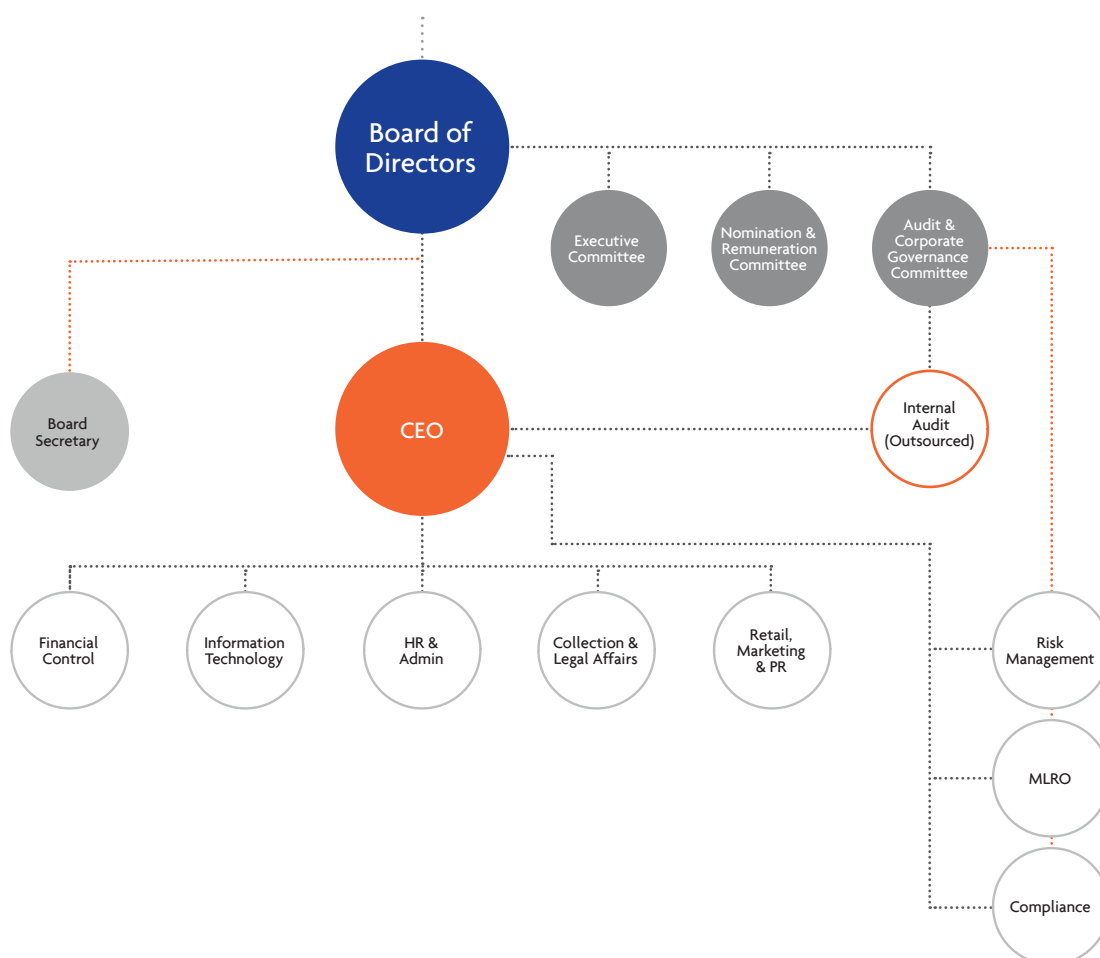 Board of
Directors
Executive
Committee
Nomination &
Remuneration
Committee
Audit &
Corporate
Governance
Committee
Board
Secretary
CEO
Internal
Audit
(Outsourced)
Financial
Control
Information
Technology
HR &
Admin
Collection &
Legal Affairs
Retail,
Marketing
& PR
Risk
Management
MLRO
Compliance